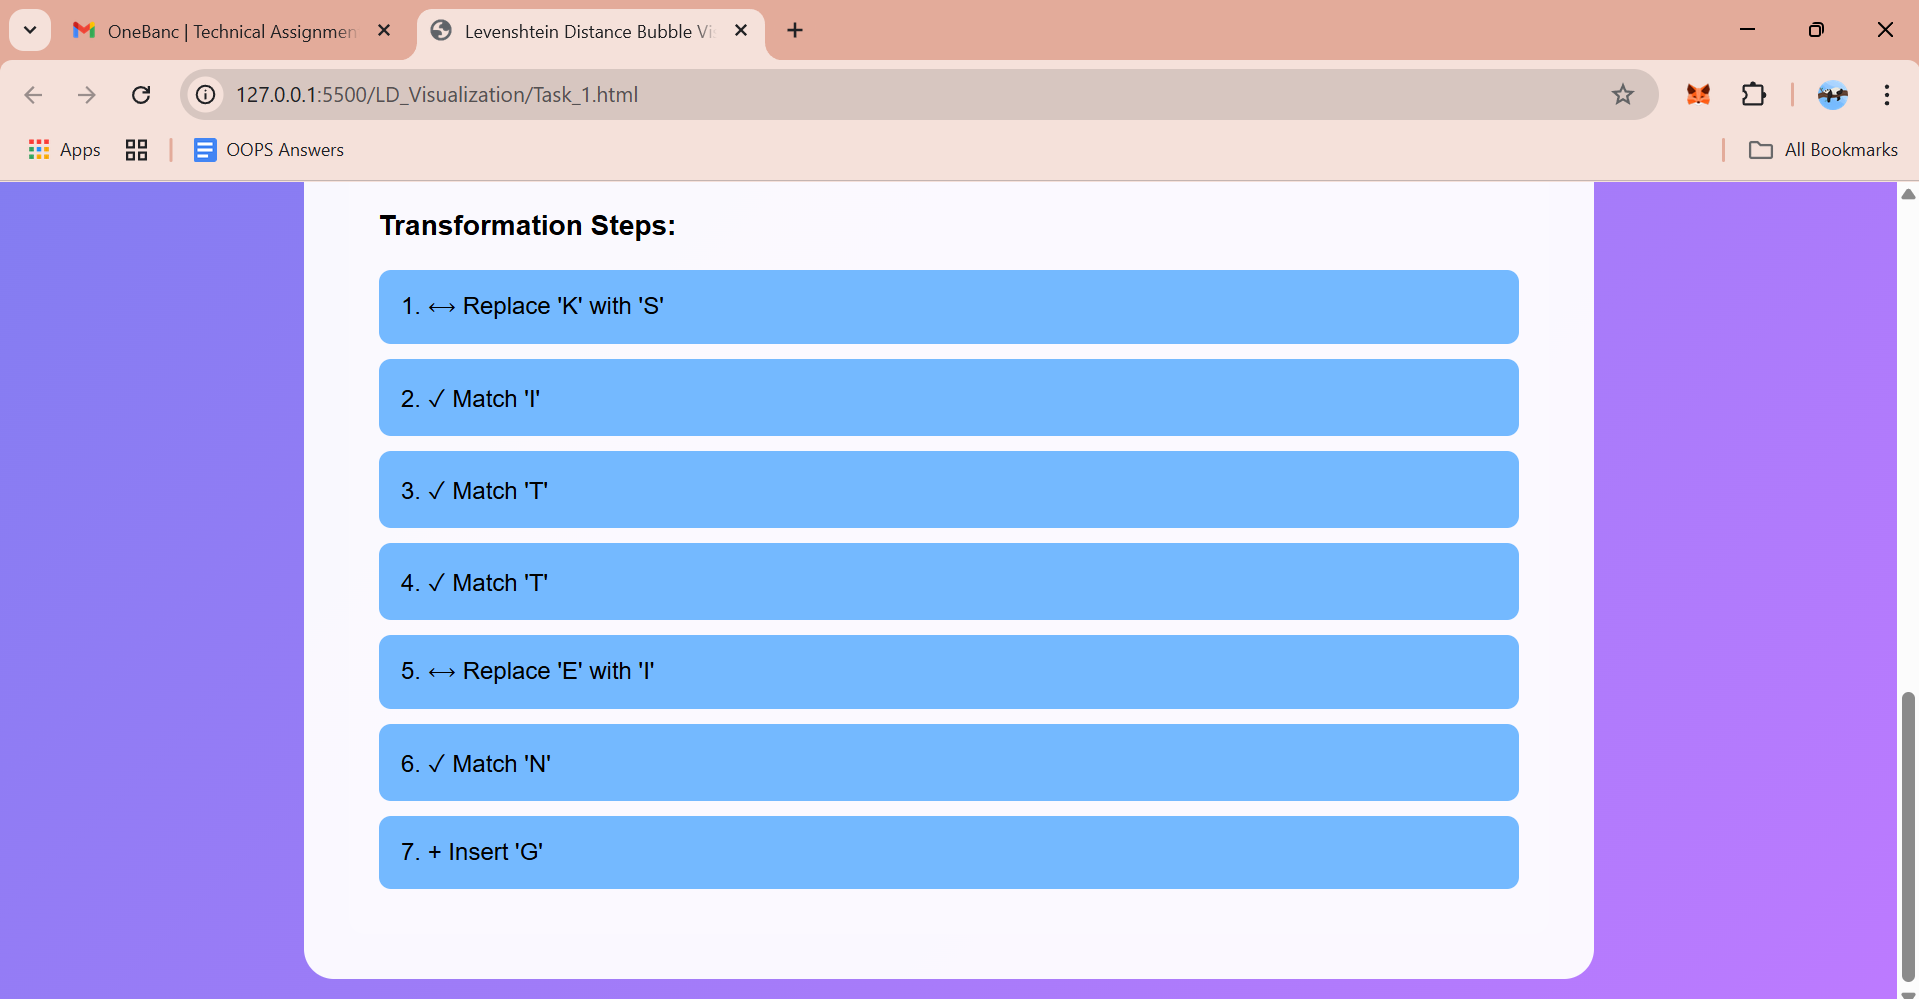 OneBanc | Technical Assignmen
Levenshtein Distance Bubble Vi
127.0.0.1:5500/LD_Visualization/Task_1.html
Apps
OOPS Answers
All Bookmarks
Transformation Steps:
1. ↔ Replace 'K' with 'S'
2. ✓ Match 'I'
3. ✓ Match 'T'
4. ✓ Match 'T'
5. ↔ Replace 'E' with 'I'
6. ✓ Match 'N'
7. + Insert 'G'